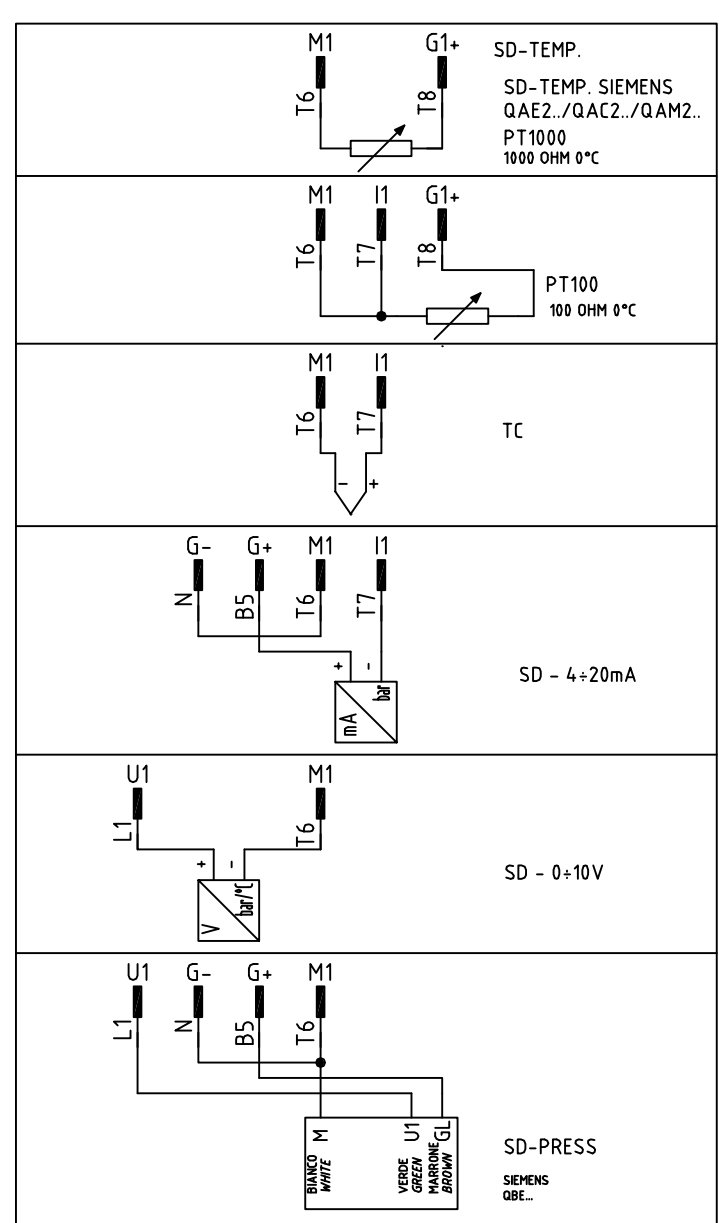 M1 G1+ SD-TEMP.
T6 T8 SD-TEMP. SIEMENS
QAE2../QAC2../QAM2..
PT1000
1000 OHM 0°C
M1 I1 G1+
T6 T7 T8
PT100
100 OHM 0°C
M1 I1
T6 T7
TC
- +
G- G+ M1 I1
N B5 T6 T7
+ -
SD - 4÷20mA
mA bar
U1 M1
L1 T6
+ -
SD - 0÷10V
V bar/°C
U1 G- G+ M1
L1 N B5 T6
M U1 GL
BIANCO WHITE VERDE GREEN MARRONE BROWN
SD-PRESS
SIEMENS
QBE...